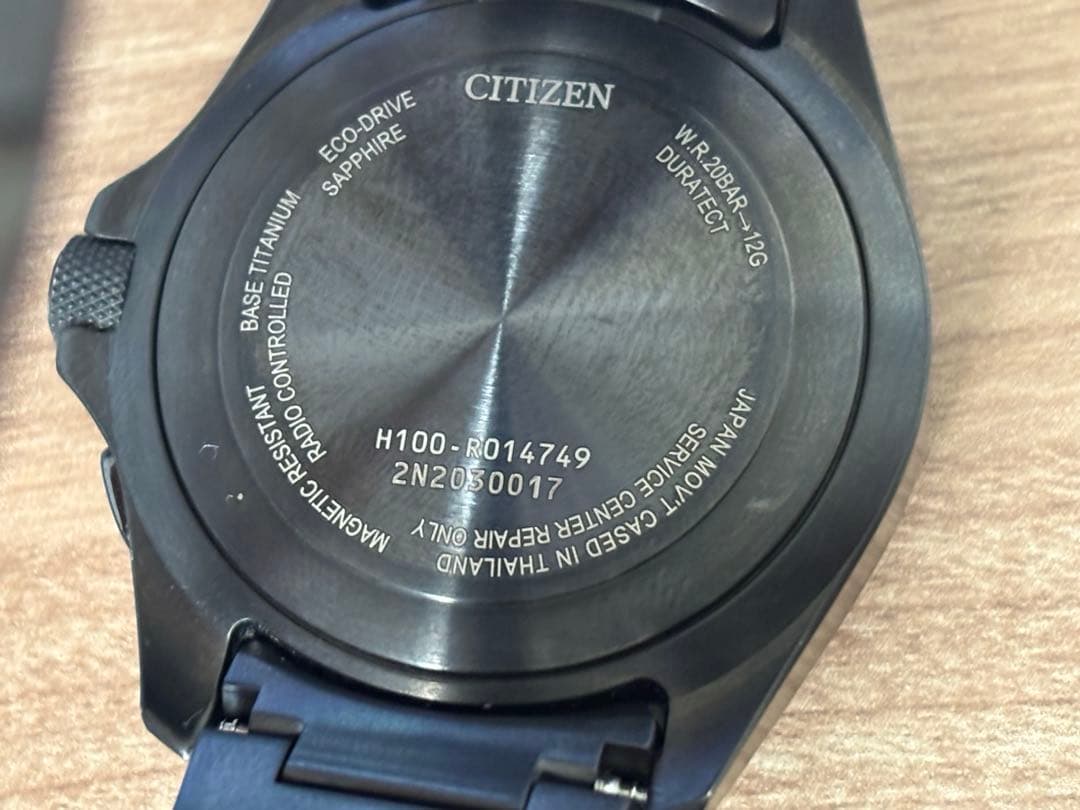 CITIZEN
ECO-DRIVE
SAPPHIRE
W.R.20BAR→12G
DURATECT
BASE TITANIUM
RADIO CONTROLLED
MAGNETIC RESISTANT
H100-R014749
2N2030017
JAPAN MOV'T CASED IN THAILAND
SERVICE CENTER REPAIR ONLY